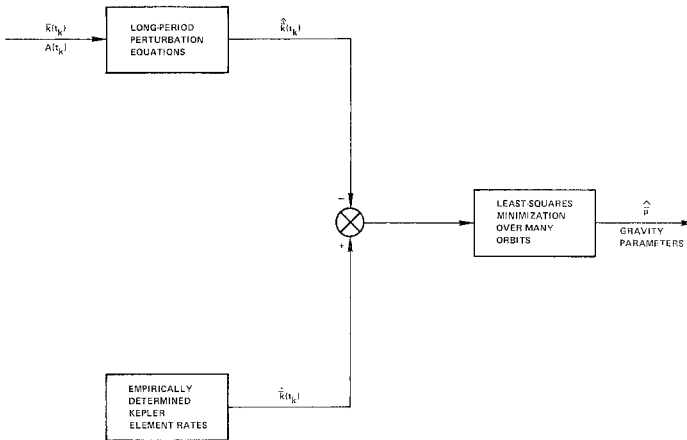 k̄(tₖ)
A(tₖ)
LONG-PERIOD
PERTURBATION
EQUATIONS
k̂(tₖ)
−
+
LEAST-SQUARES
MINIMIZATION
OVER MANY
ORBITS
GRAVITY
PARAMETERS
EMPIRICALLY
DETERMINED
KEPLER
ELEMENT RATES
k̄(tₖ)